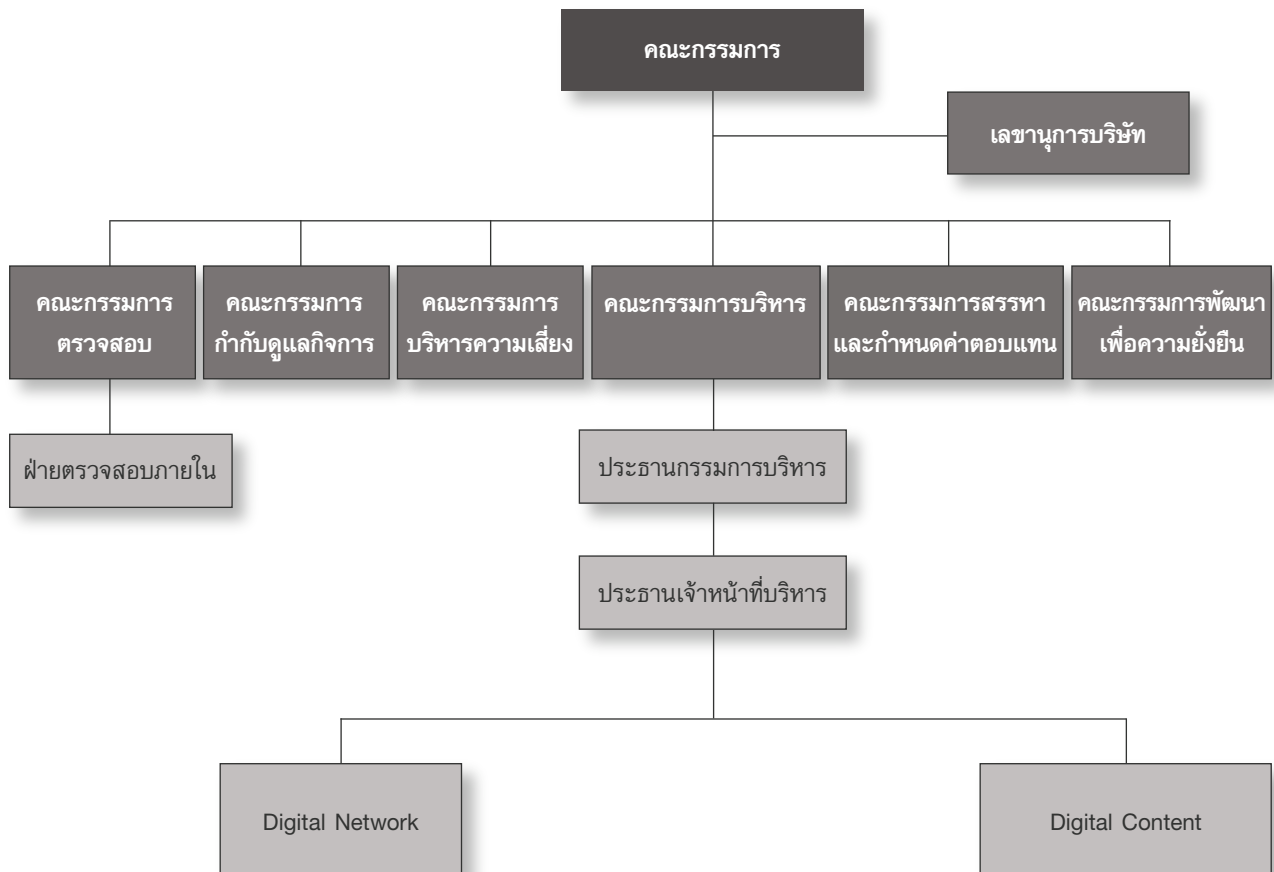 คณะกรรมการ
เลขานุการบริษัท
คณะกรรมการ
ตรวจสอบ
คณะกรรมการ
กำกับดูแลกิจการ
คณะกรรมการ
บริหารความเสี่ยง
คณะกรรมการบริหาร
คณะกรรมการสรรหา
และกำหนดค่าตอบแทน
คณะกรรมการพัฒนา
เพื่อความยั่งยืน
ฝ่ายตรวจสอบภายใน
ประธานกรรมการบริหาร
ประธานเจ้าหน้าที่บริหาร
Digital Network
Digital Content